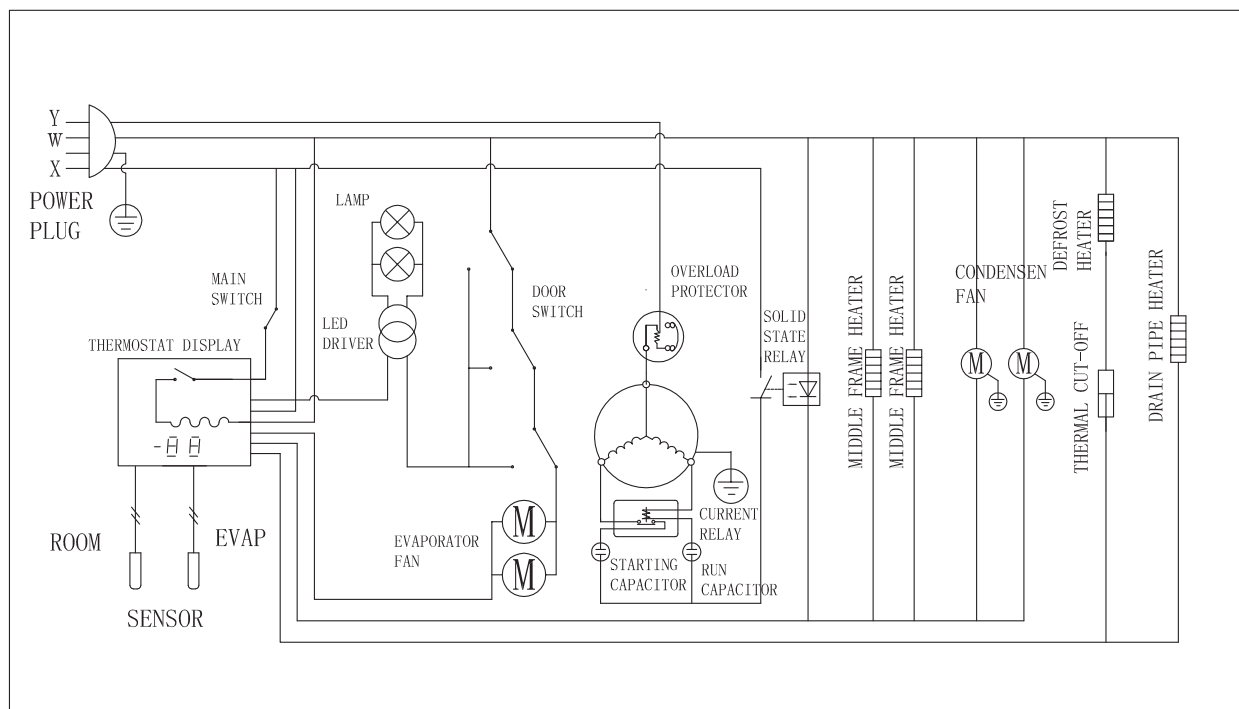 Y
W
X
POWER
PLUG
LAMP
MAIN
SWITCH
LED
DRIVER
THERMOSTAT DISPLAY
DOOR
SWITCH
OVERLOAD
PROTECTOR
SOLID
STATE
RELAY
MIDDLE FRAME HEATER
MIDDLE FRAME HEATER
CONDENSEN
FAN
M
M
DEFROST
HEATER
THERMAL CUT-OFF
DRAIN PIPE HEATER
ROOM
EVAP
SENSOR
EVAPORATOR
FAN
M
M
CURRENT
RELAY
STARTING
CAPACITOR
RUN
CAPACITOR